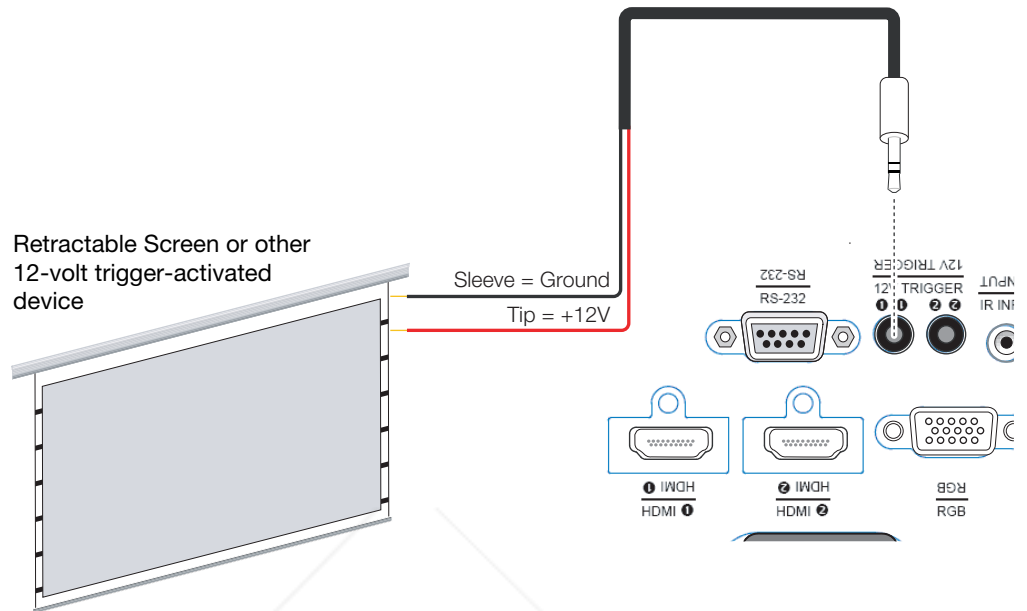 Retractable Screen or other
12-volt trigger-activated
device
Sleeve = Ground
Tip = +12V
RS-232
RS-232
12V TRIGGER
12V TRIGGER
❶ ❶ ❷ ❷
INPUT
IR INP
HDMI ❶
HDMI ❶
HDMI ❷
HDMI ❷
RGB
RGB